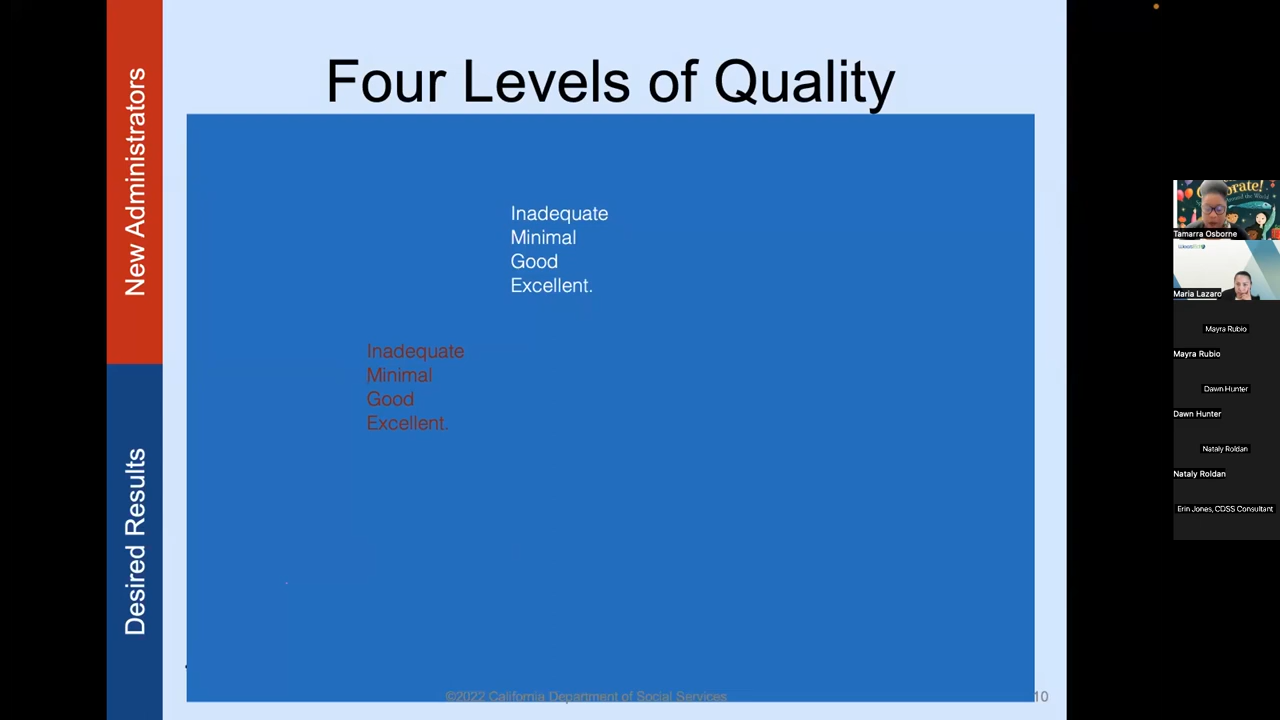 Four Levels of Quality
New Administrators
Desired Results
Inadequate
Minimal
Good
Excellent.
Inadequate
Minimal
Good
Excellent.
©2022 California Department of Social Services
10
Tamarra Osborne
Maria Lazaro
Mayra Rubio
Mayra Rubio
Dawn Hunter
Dawn Hunter
Nataly Roldan
Nataly Roldan
Erin Jones, CDSS Consultant